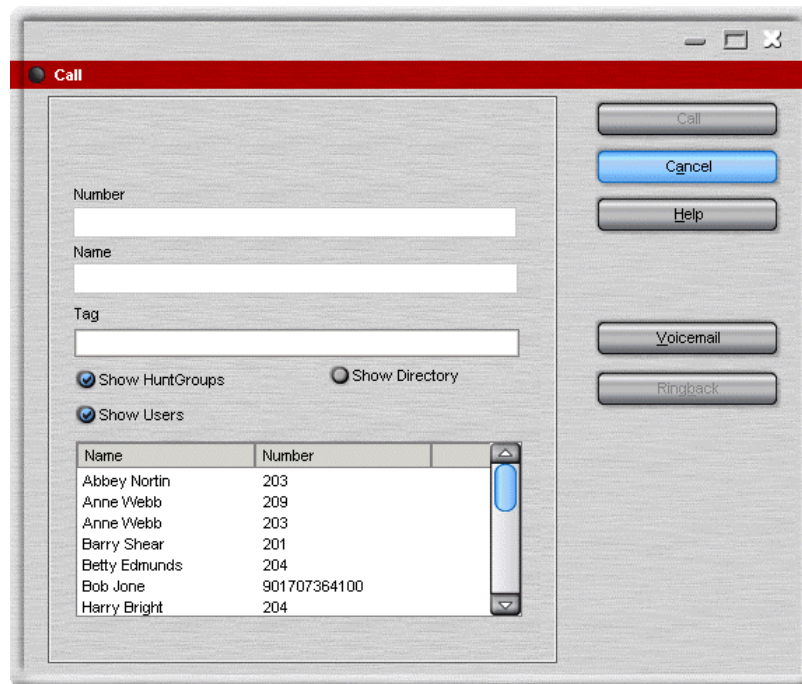 Call
Call
Cancel
Help
Number
Name
Tag
Voicemail
Show HuntGroups
Show Directory
Ringback
Show Users
Name Number
Abbey Nortin 203
Anne Webb 209
Anne Webb 203
Barry Shear 201
Betty Edmunds 204
Bob Jone 901707364100
Harry Bright 204